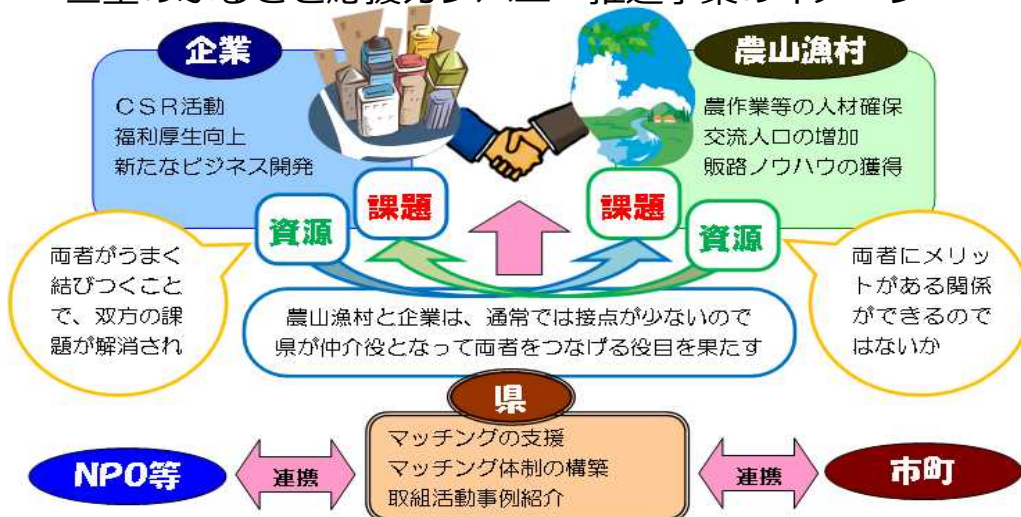 企業
CSR活動
福利厚生向上
新たなビジネス開発
農山漁村
農作業等の人材確保
交流人口の増加
販路ノウハウの獲得
資源
課題
課題
資源
両者がうまく
結びつくこと
で、双方の課
題が解消され
両者にメリッ
トがある関係
ができるので
はないか
農山漁村と企業は、通常では接点が少ないので
県が仲介役となって両者をつなげる役目を果たす
県
マッチングの支援
マッチング体制の構築
取組活動事例紹介
NPO等
連携
連携
市町